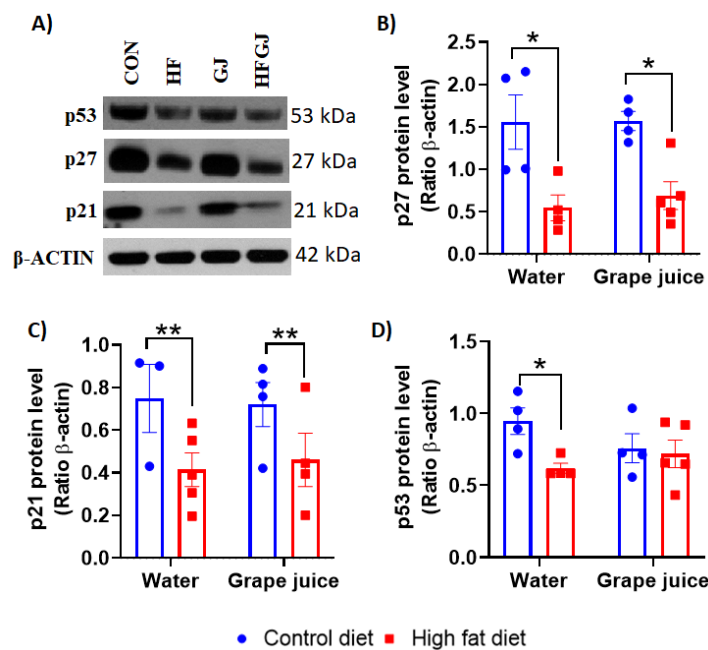 A)
CON
HF
GJ
HFGJ
p53
53 kDa
p27
27 kDa
p21
21 kDa
β-ACTIN
42 kDa
B)
p27 protein level
(Ratio β-actin)
2.5
2.0
1.5
1.0
0.5
0.0
*
*
Water
Grape juice
C)
p21 protein level
(Ratio β-actin)
1.0
0.8
0.6
0.4
0.2
0.0
**
**
Water
Grape juice
D)
p53 protein level
(Ratio β-actin)
1.5
1.0
0.5
0.0
*
Water
Grape juice
Control diet
High fat diet